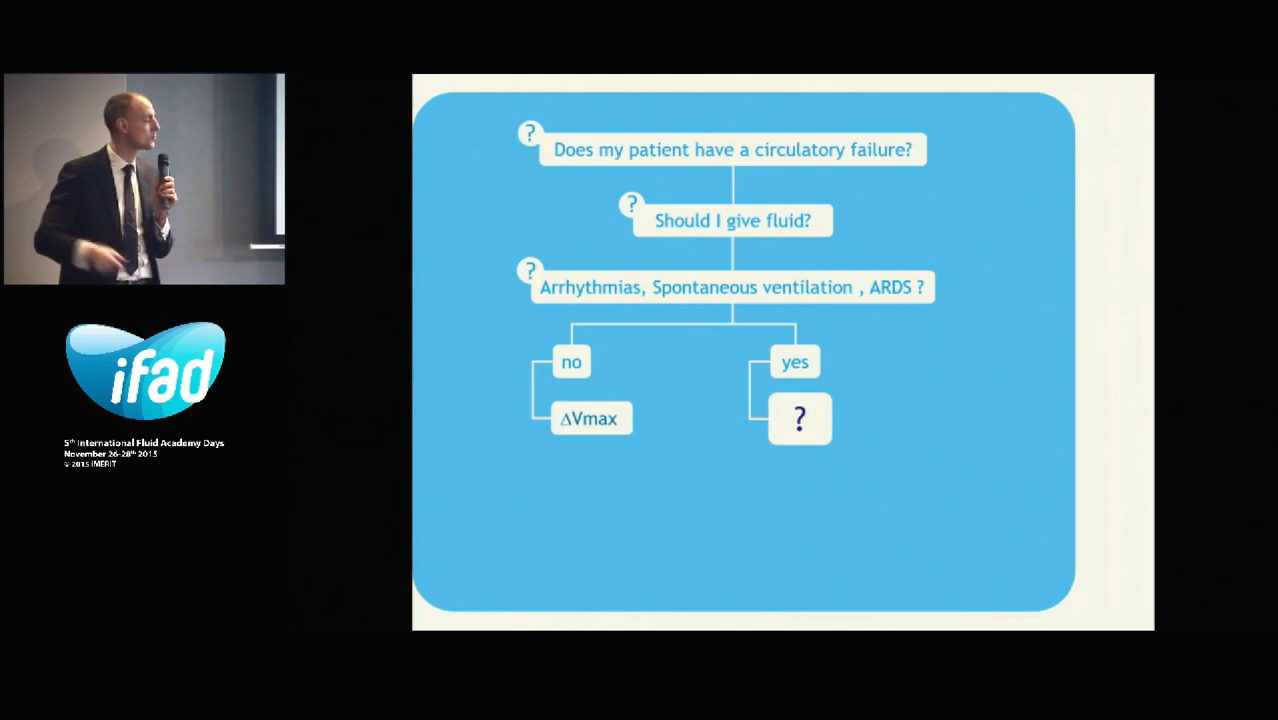 ?
Does my patient have a circulatory failure?
?
Should I give fluid?
?
Arrhythmias, Spontaneous ventilation , ARDS ?
no
yes
ΔVmax
?
ifad
5th International Fluid Academy Days
November 26-28th 2015
© 2015 iMERiT